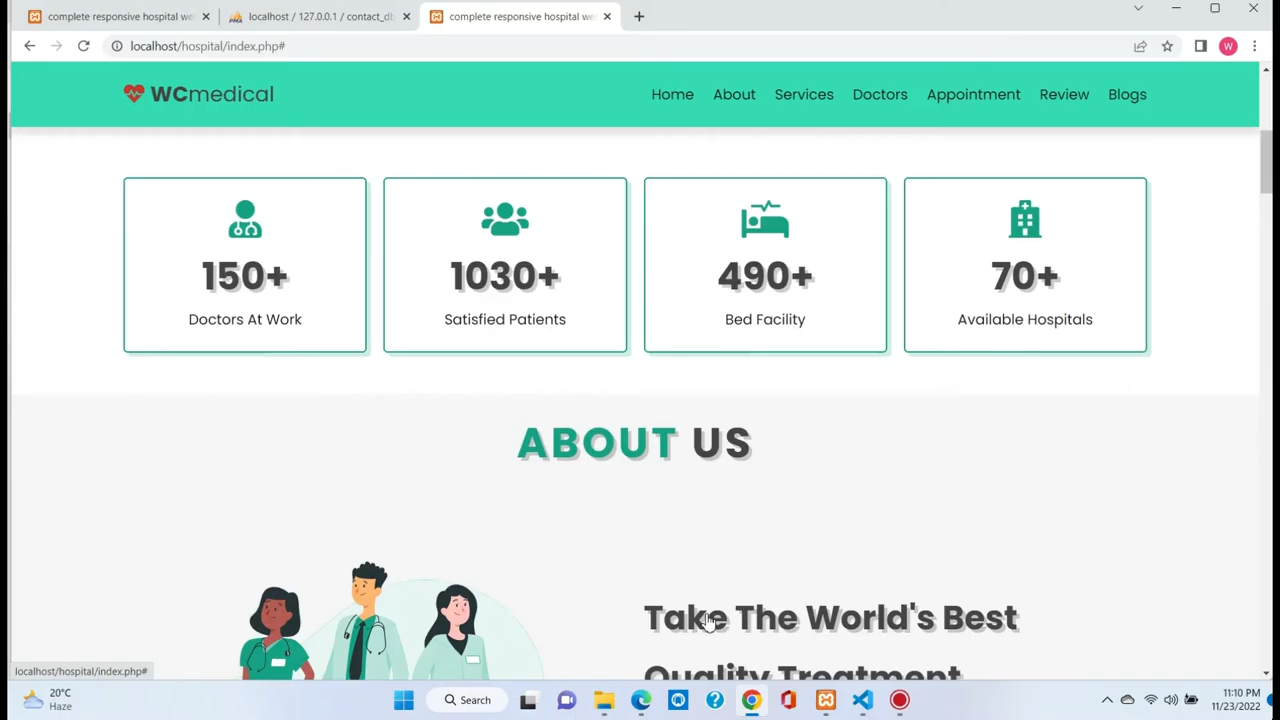 complete responsive hospital we
localhost / 127.0.0.1 / contact_db
complete responsive hospital we
localhost/hospital/index.php#
W
WCmedical
Home About Services Doctors Appointment Review Blogs
150+
Doctors At Work
1030+
Satisfied Patients
490+
Bed Facility
70+
Available Hospitals
ABOUT US
Take The World's Best
Quality Treatment
localhost/hospital/index.php#
20°C
Haze
Search
11:10 PM
11/23/2022